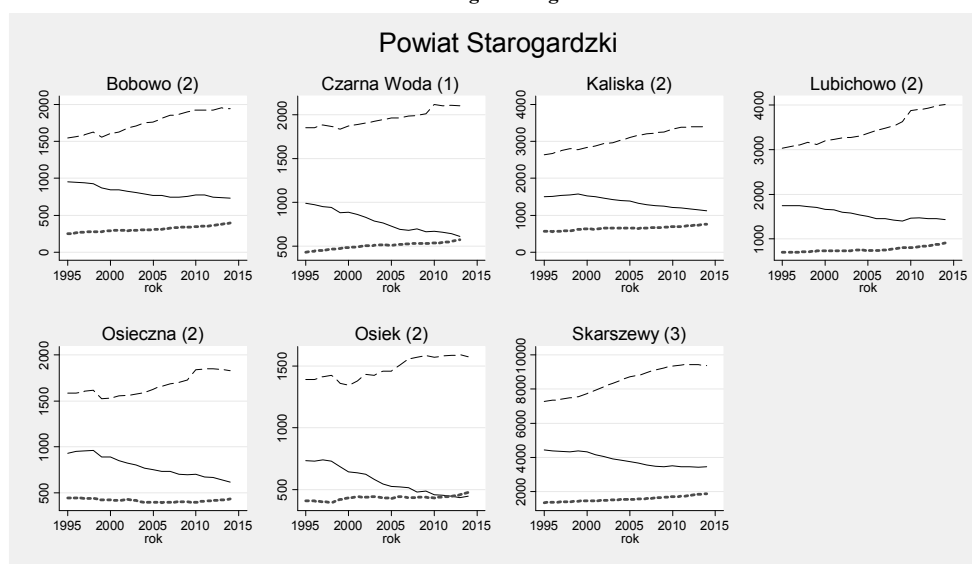 Powiat Starogardzki
Bobowo (2)
0 500 1000 1500 2000
1995 2000 2005 2010 2015
rok
Czarna Woda (1)
500 1000 1500 2000
1995 2000 2005 2010 2015
rok
Kaliska (2)
0 1000 2000 3000 4000
1995 2000 2005 2010 2015
rok
Lubichowo (2)
1000 2000 3000 4000
1995 2000 2005 2010 2015
rok
Osieczna (2)
500 1000 1500 2000
1995 2000 2005 2010 2015
rok
Osiek (2)
500 1000 1500
1995 2000 2005 2010 2015
rok
Skarszewy (3)
2000 4000 6000 8000 10000
1995 2000 2005 2010 2015
rok